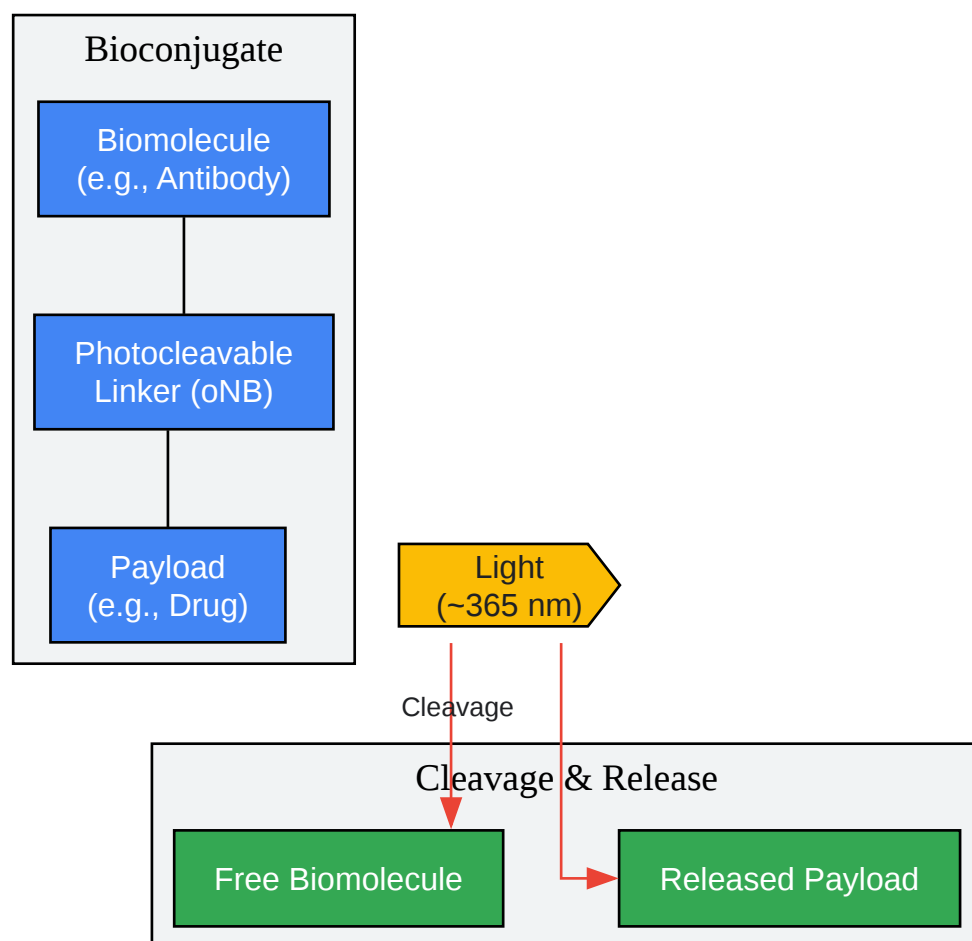 Bioconjugate
Biomolecule
(e.g., Antibody)
Photocleavable
Linker (oNB)
Payload
(e.g., Drug)
Light
(~365 nm)
Cleavage
Cleavage & Release
Free Biomolecule
Released Payload